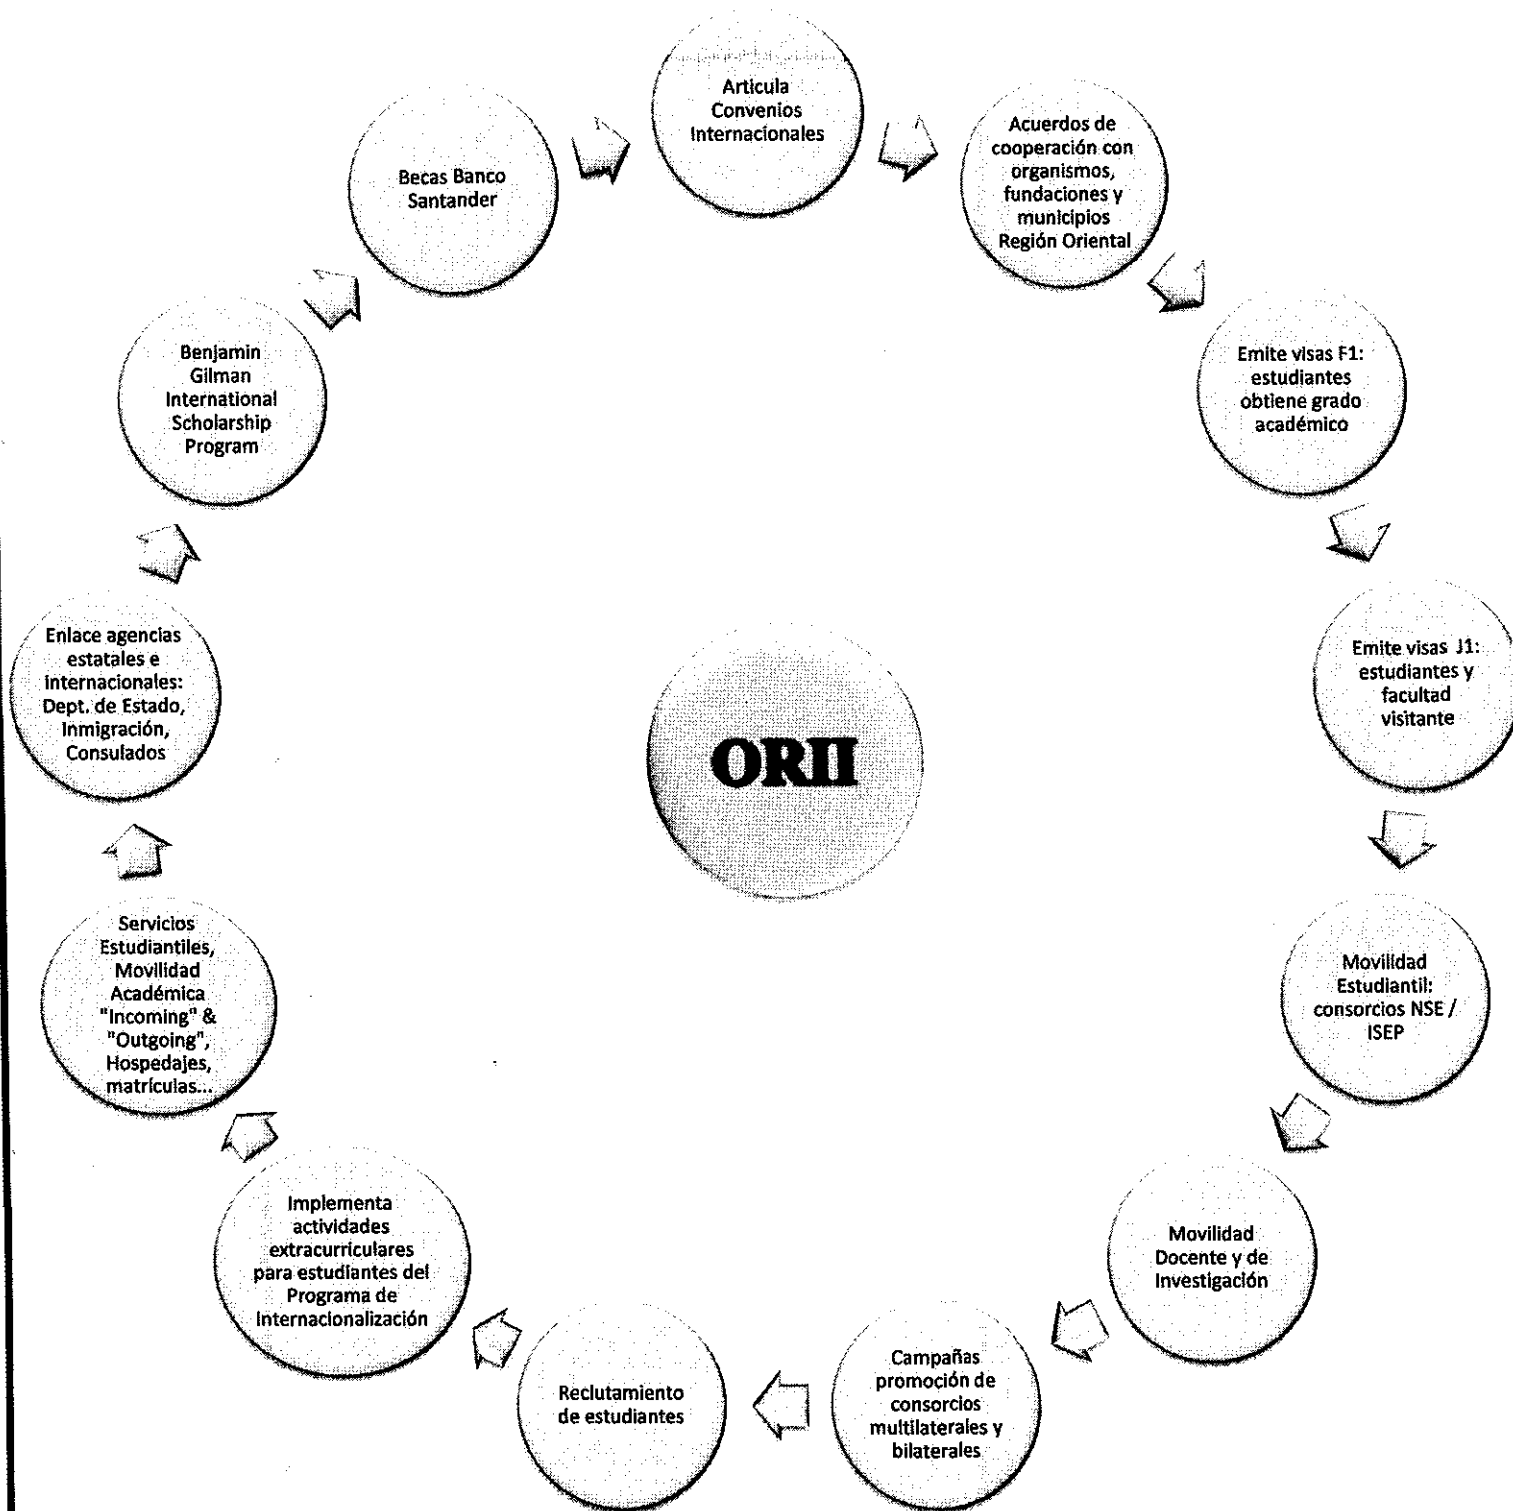 Articula
Convenios
Internacionales
Acuerdos de
cooperación con
organismos,
fundaciones y
municipios
Región Oriental
Emite visas F1:
estudiantes
obtiene grado
académico
Emite visas J1:
estudiantes y
facultad
visitante
Movilidad
Estudiantil:
consorcios NSE /
ISEP
Movilidad
Docente y de
Investigación
Campañas
promoción de
consorcios
multilaterales y
bilaterales
Reclutamiento
de estudiantes
Implementa
actividades
extracurriculares
para estudiantes del
Programa de
Internacionalización
Servicios
Estudiantiles,
Movilidad
Académica
"Incoming" &
"Outgoing",
Hospedajes,
matrículas...
Enlace agencias
estatales e
internacionales:
Dept. de Estado,
Inmigración,
Consulados
Benjamin
Gilman
International
Scholarship
Program
Becas Banco
Santander
ORII